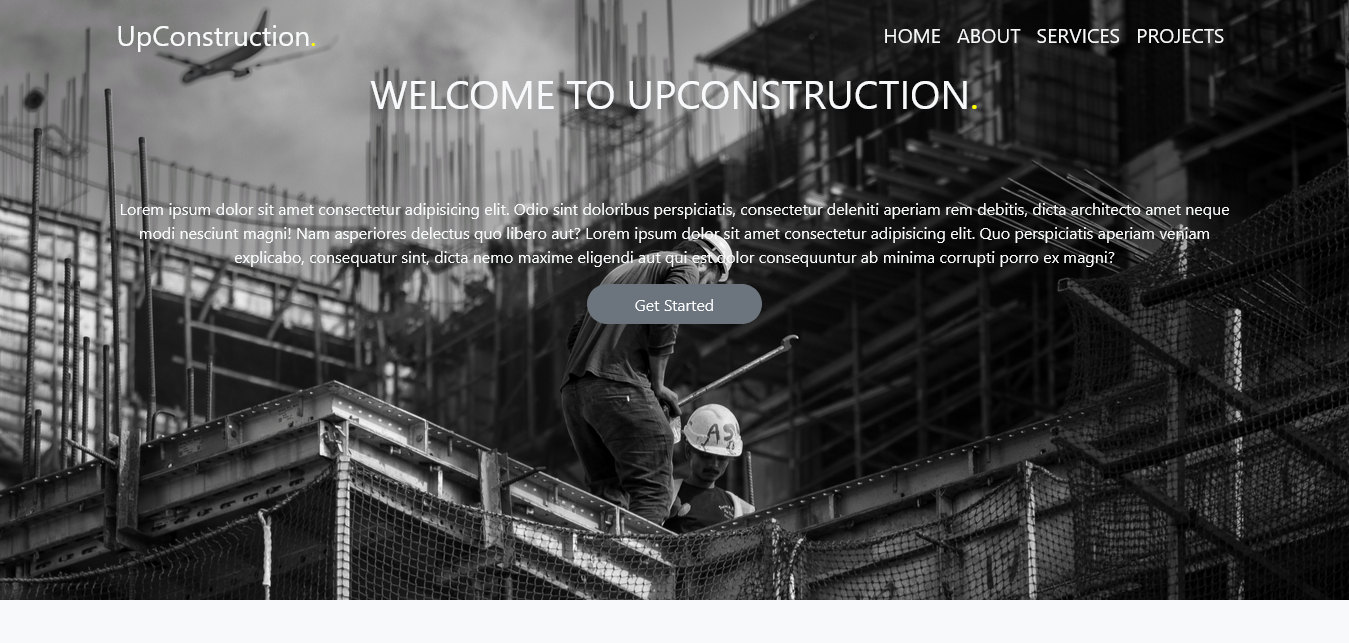 UpConstruction.
HOME ABOUT SERVICES PROJECTS
WELCOME TO UPCONSTRUCTION.
Lorem ipsum dolor sit amet consectetur adipisicing elit. Odio sint doloribus perspiciatis, consectetur deleniti aperiam rem debitis, dicta architecto amet neque
modi nesciunt magni! Nam asperiores delectus quo libero aut? Lorem ipsum dolor sit amet consectetur adipisicing elit. Quo perspiciatis aperiam veniam
explicabo, consequatur sint, dicta nemo maxime eligendi aut qui est dolor consequuntur ab minima corrupti porro ex magni?
Get Started
AS